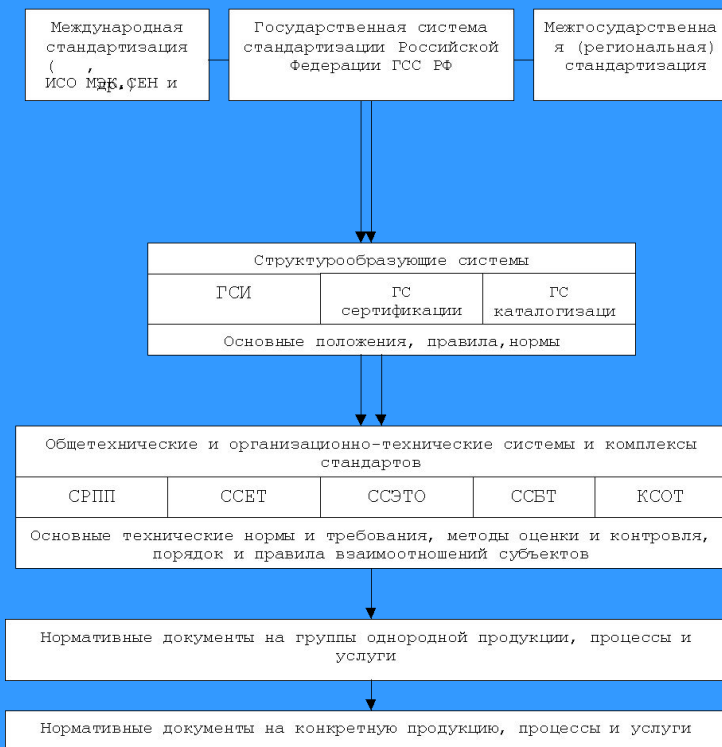 Международная
стандартизация
( ,
ИСО МЭК,СЕН и
др.)
Государственная система
стандартизации Российской
Федерации ГСС РФ
Межгосударственна
я (региональная)
стандартизация
Структурообразующие системы
ГСИ
ГС
сертификации
ГС
каталогизаци
Основные положения, правила,нормы
Общетехнические и организационно-технические системы и комплексы
стандартов
СРПП
ССЕТ
ССЭТО
ССБТ
КСОТ
Основные технические нормы и требования, методы оценки и контровля,
порядок и правила взаимоотношений субъектов
Нормативные документы на группы однородной продукции, процессы и
услуги
Нормативные документы на конкретную продукцию, процессы и услуги